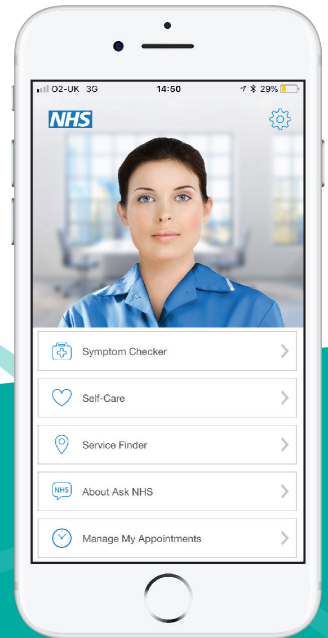 O2-UK 3G 14:50 29%
NHS
Symptom Checker
Self-Care
Service Finder
NHS About Ask NHS
Manage My Appointments